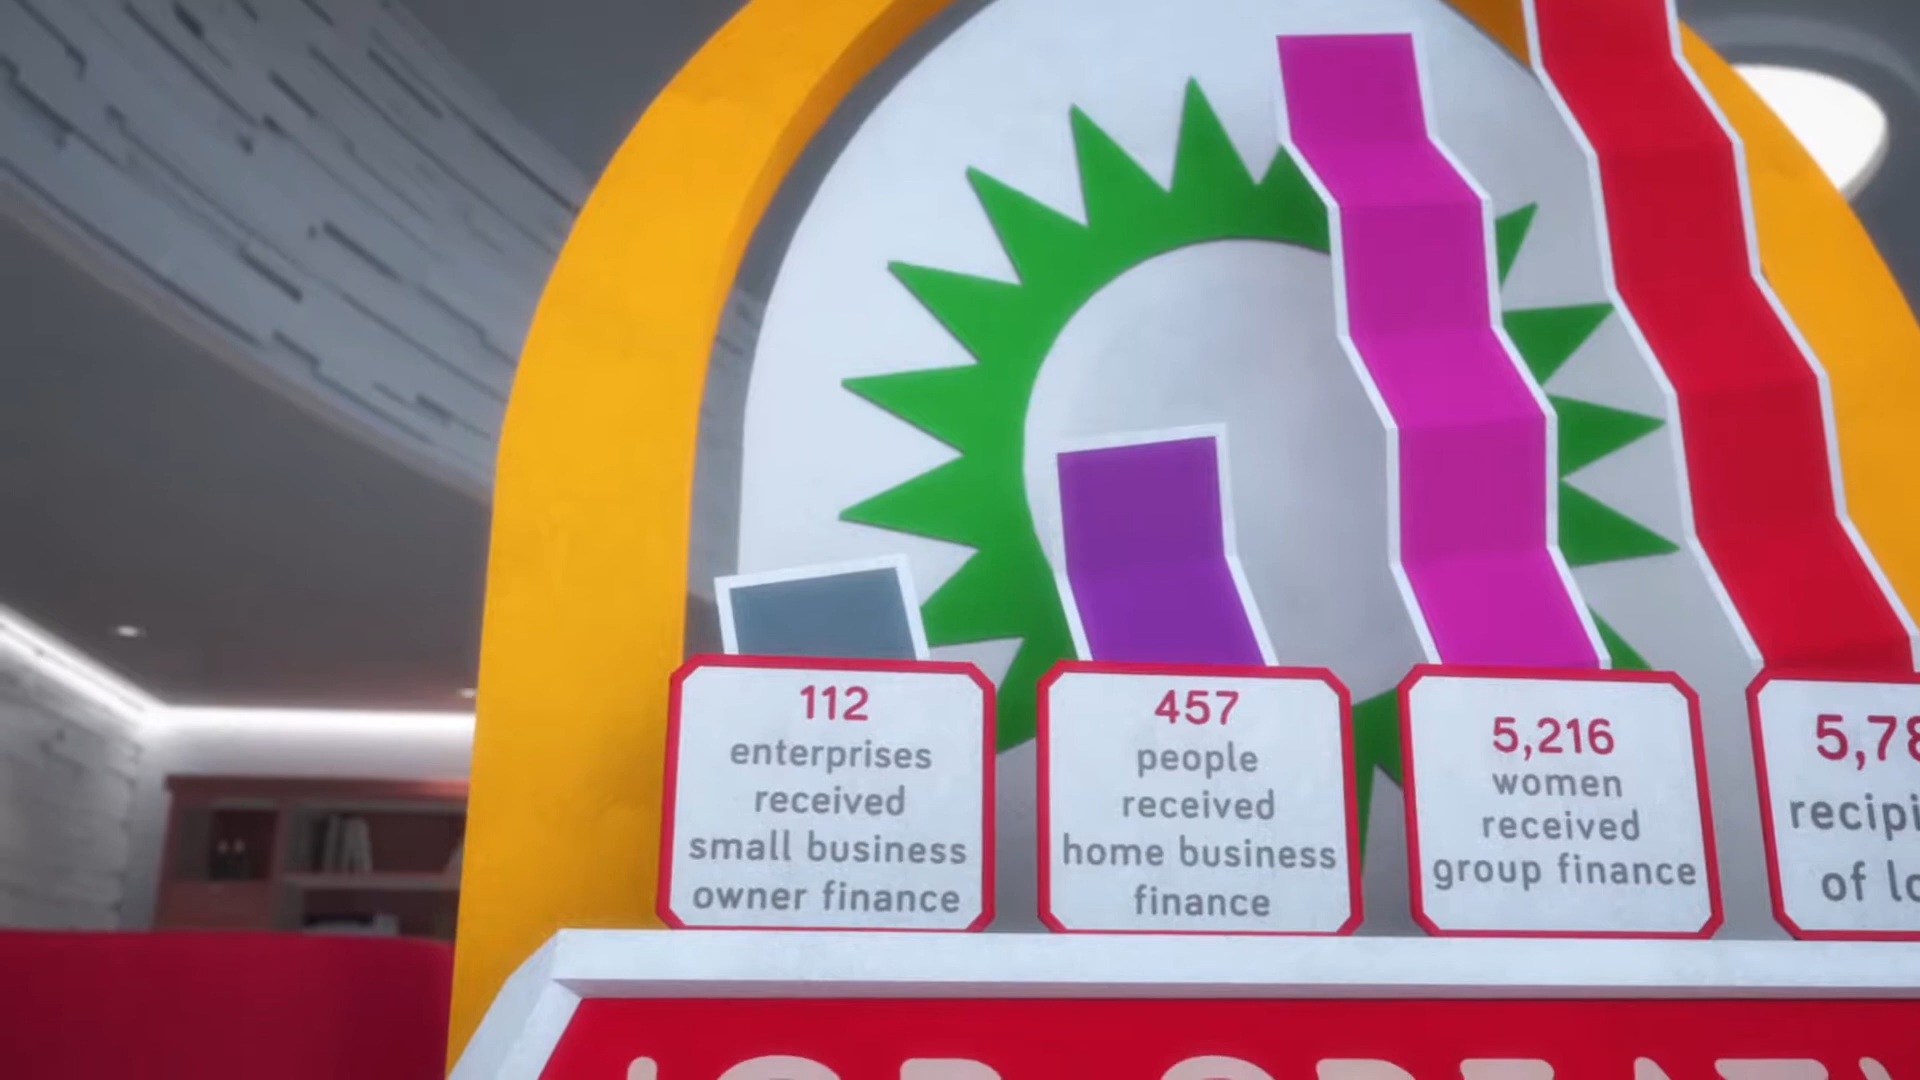 112
enterprises
received
small business
owner finance
457
people
received
home business
finance
5,216
women
received
group finance